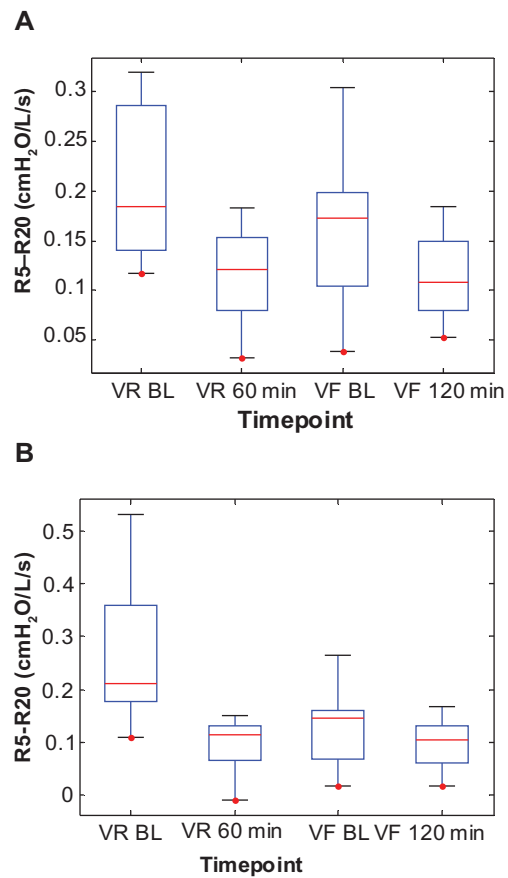 A
R5–R20 (cmH₂O/L/s)
0.3
0.25
0.2
0.15
0.1
0.05
VR BL VR 60 min VF BL VF 120 min
Timepoint
B
R5-R20 (cmH₂O/L/s)
0.5
0.4
0.3
0.2
0.1
0
VR BL VR 60 min VF BL VF 120 min
Timepoint